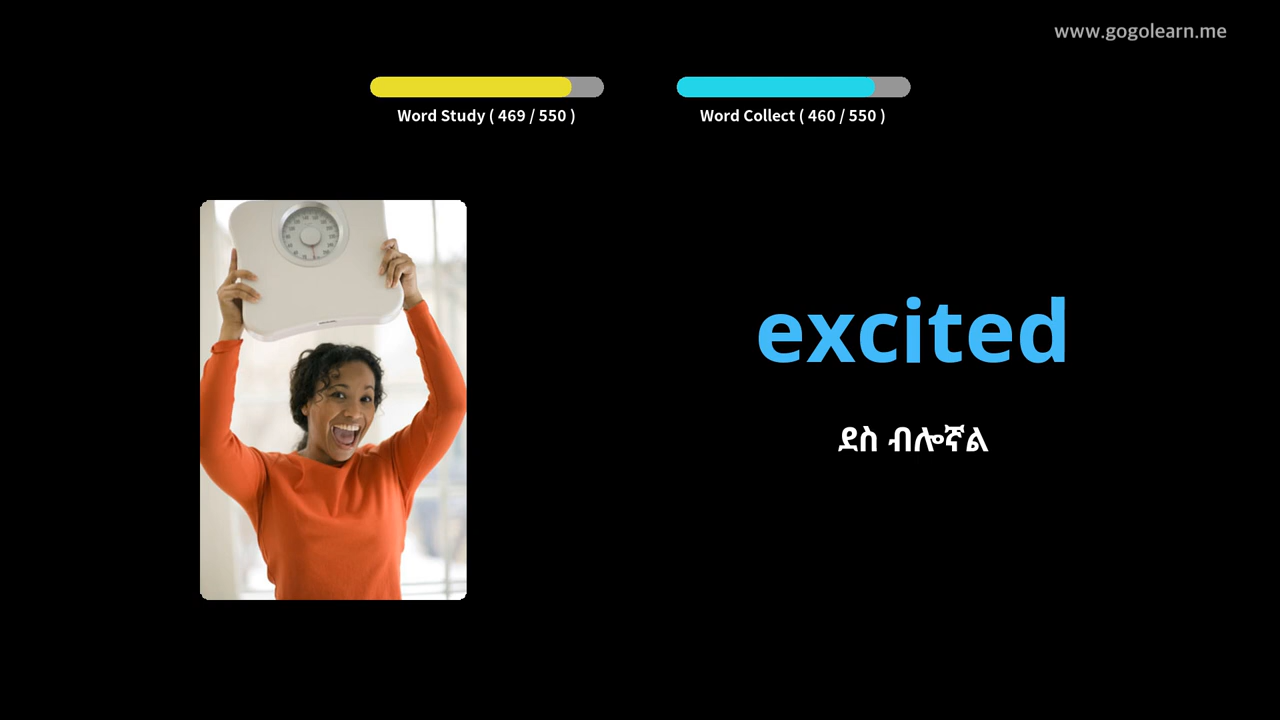 www.gogolearn.me
Word Study ( 469 / 550 )
Word Collect ( 460 / 550 )
excited
ደስ ብሎኛል